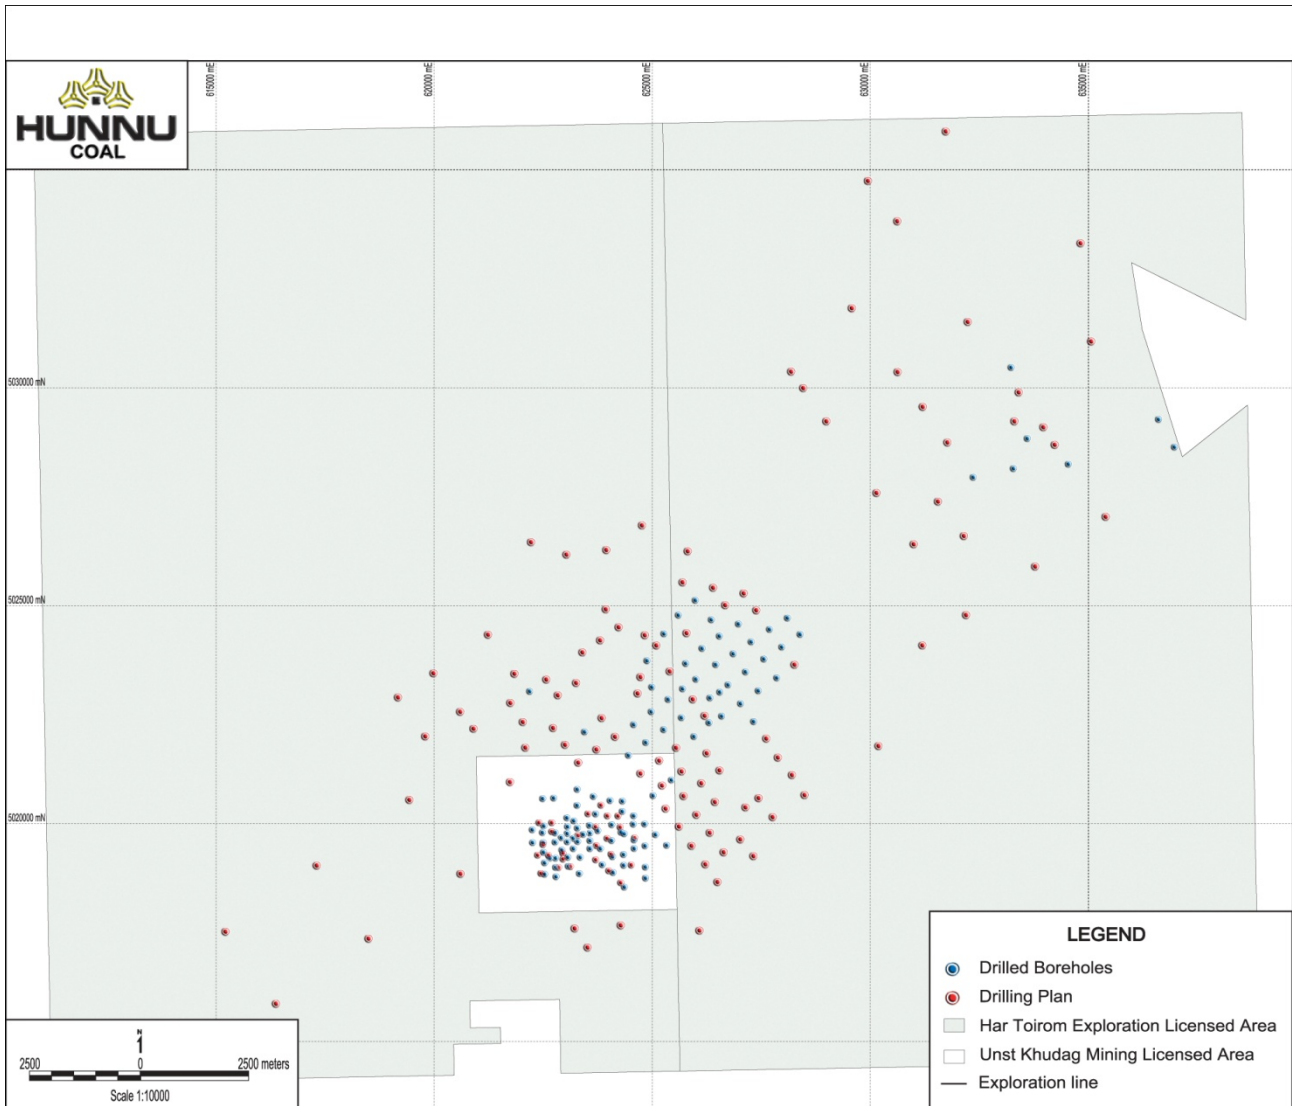 615000 mE
620000 mE
625000 mE
630000 mE
635000 mE
HUNNU
COAL
5030000 mN
5025000 mN
5020000 mN
LEGEND
Drilled Boreholes
Drilling Plan
Har Toirom Exploration Licensed Area
Unst Khudag Mining Licensed Area
Exploration line
N
1
2500
0
2500 meters
Scale 1:10000